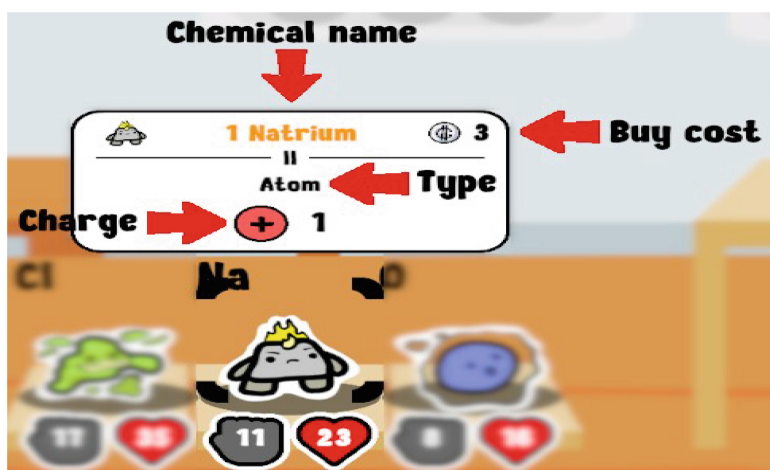 Chemical name
1 Natrium
3
Buy cost
II
Atom
Type
Charge
+ 1
Cl
Na
O
17
35
11
23
8
16